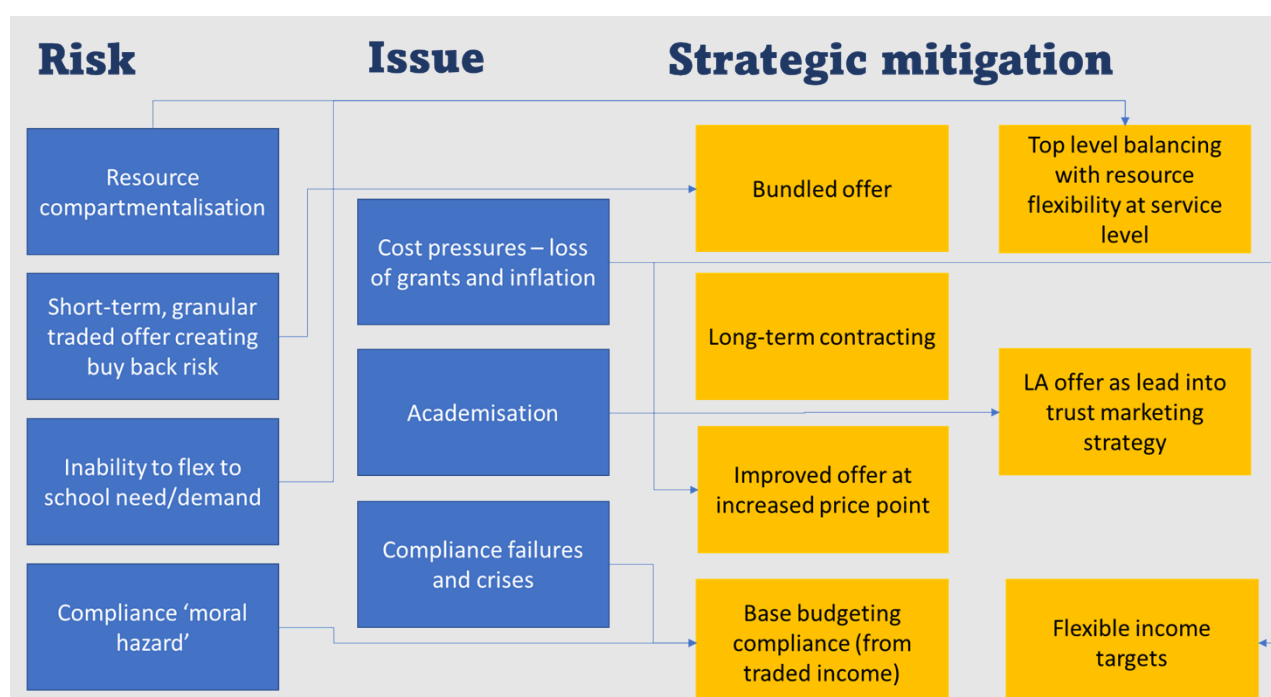 Risk
Issue
Strategic mitigation
Resource
compartmentalisation
Short-term, granular
traded offer creating
buy back risk
Inability to flex to
school need/demand
Compliance ‘moral
hazard’
Cost pressures – loss
of grants and inflation
Academisation
Compliance failures
and crises
Bundled offer
Long-term contracting
Improved offer at
increased price point
Base budgeting
compliance (from
traded income)
Top level balancing
with resource
flexibility at service
level
LA offer as lead into
trust marketing
strategy
Flexible income
targets